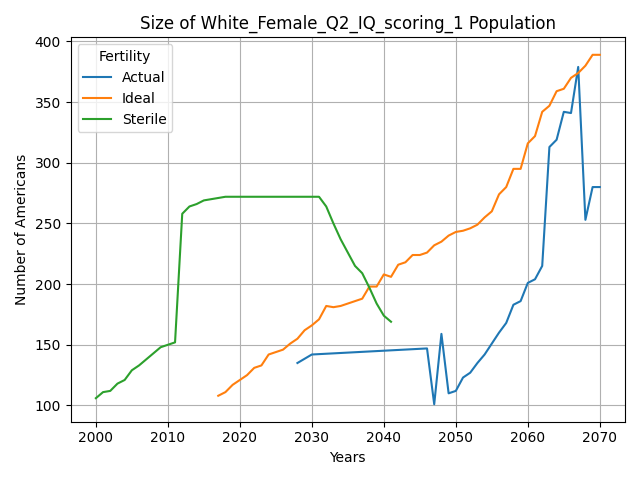 Size of White_Female_Q2_IQ_scoring_1 Population
Fertility
Actual
Ideal
Sterile
Number of Americans
400
350
300
250
200
150
100
2000 2010 2020 2030 2040 2050 2060 2070
Years